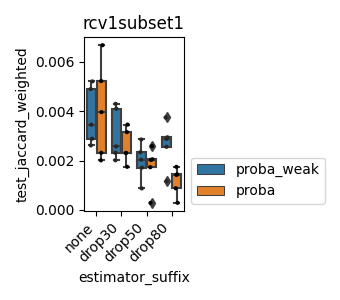 rcv1subset1
test_jaccard_weighted
0.006
0.004
0.002
0.000
none
drop30
drop50
drop80
estimator_suffix
proba_weak
proba